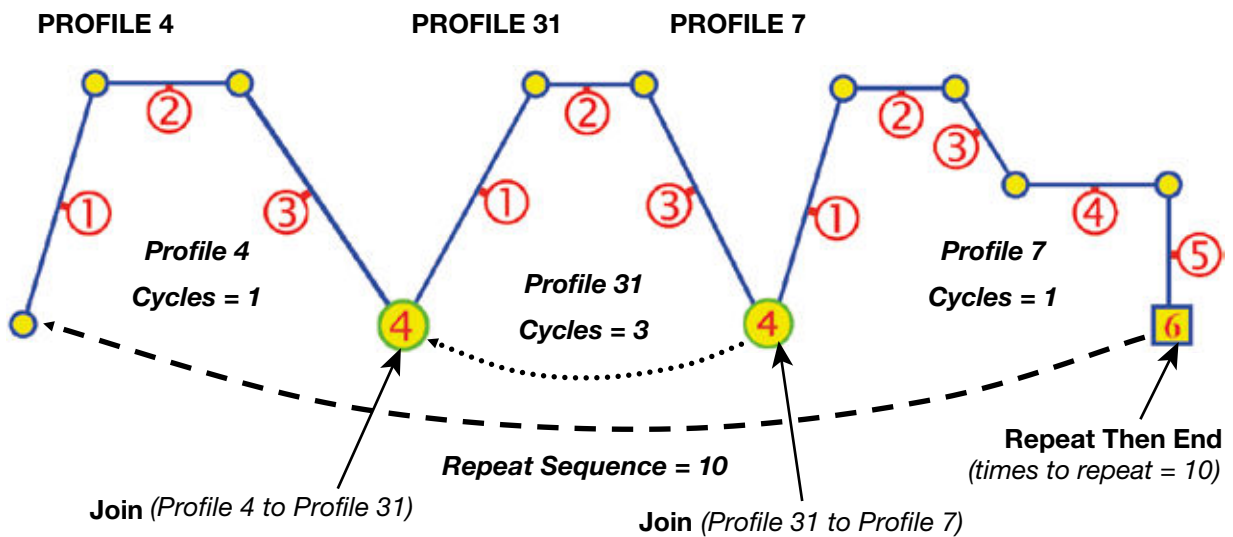 PROFILE 4
PROFILE 31
PROFILE 7
2
2
2
3
1
3
1
3
1
4
5
Profile 4
Cycles = 1
Profile 31
Cycles = 3
Profile 7
Cycles = 1
4
4
6
Repeat Sequence = 10
Repeat Then End
(times to repeat = 10)
Join (Profile 4 to Profile 31)
Join (Profile 31 to Profile 7)